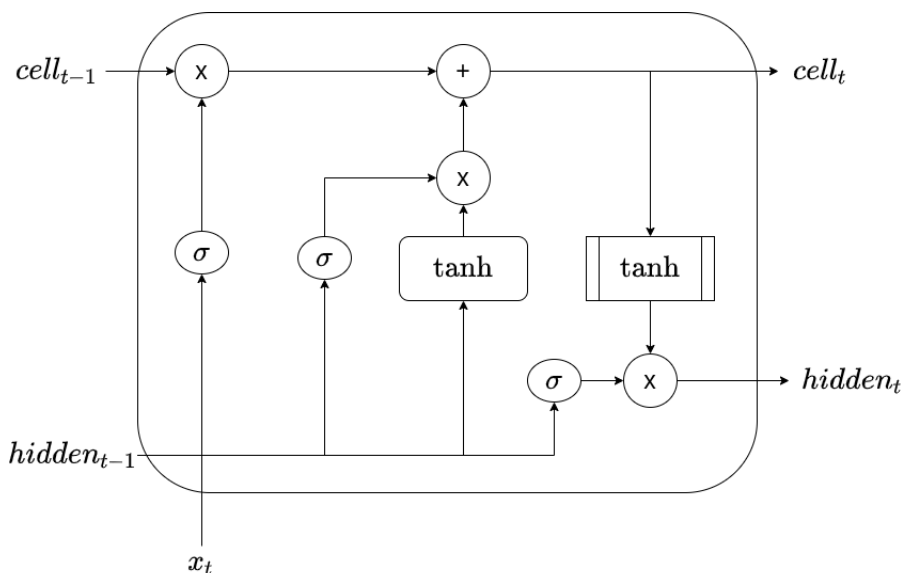 cell_{t-1} x + cell_t
x
σ σ tanh tanh
σ x hidden_t
hidden_{t-1}
x_t